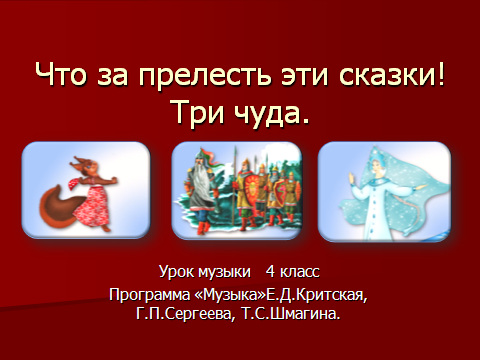 Что за прелесть эти сказки!
Три чуда.
Урок музыки   4 класс
Программа «Музыка»Е.Д.Критская,
Г.П.Сергеева, Т.С.Шмагина.